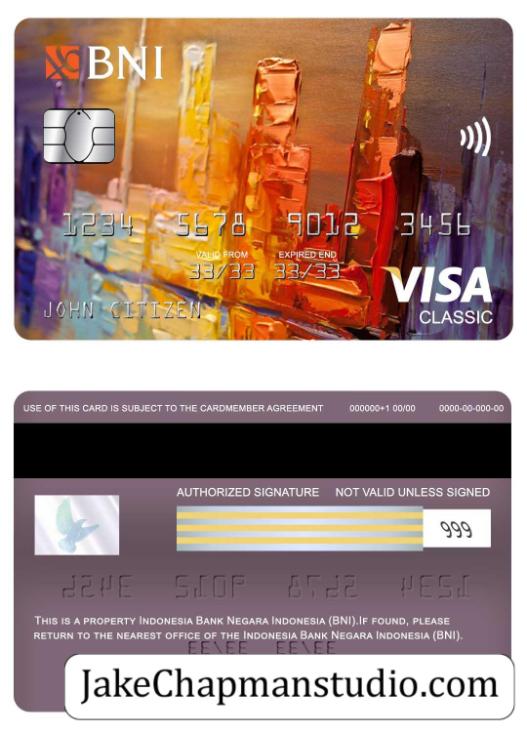 BNI
1234 5678 9012 3456
VALID FROM EXPIRED END
33/33 33/33
VISA
JOHN CITIZEN
CLASSIC
USE OF THIS CARD IS SUBJECT TO THE CARDMEMBER AGREEMENT 000000+1 00/00 0000-00-000-00
AUTHORIZED SIGNATURE NOT VALID UNLESS SIGNED
999
THIS IS A PROPERTY INDONESIA BANK NEGARA INDONESIA (BNI).IF FOUND, PLEASE
RETURN TO THE NEAREST OFFICE OF THE INDONESIA BANK NEGARA INDONESIA (BNI).
JakeChapmanstudio.com